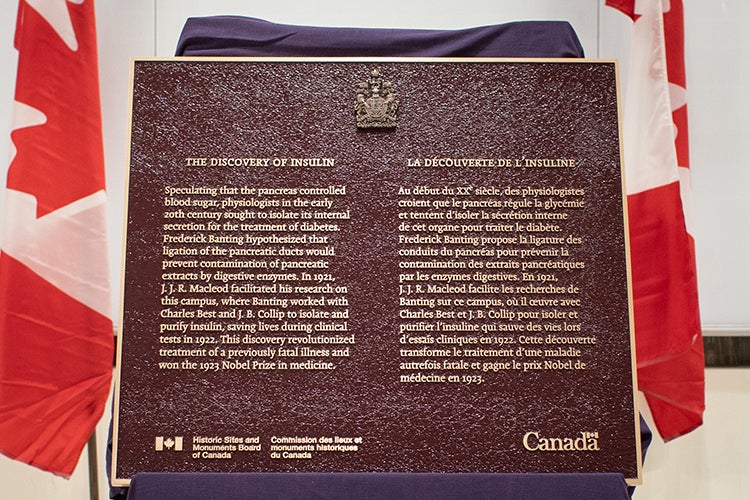 THE DISCOVERY OF INSULIN
Speculating that the pancreas controlled
blood sugar, physiologists in the early
20th century sought to isolate its internal
secretion for the treatment of diabetes.
Frederick Banting hypothesized that
ligation of the pancreatic ducts would
prevent contamination of pancreatic
extracts by digestive enzymes. In 1921,
J. J. R. Macleod facilitated his research on
this campus, where Banting worked with
Charles Best and J. B. Collip to isolate and
purify insulin, saving lives during clinical
tests in 1922. This discovery revolutionized
treatment of a previously fatal illness and
won the 1923 Nobel Prize in medicine.
LA DÉCOUVERTE DE L'INSULINE
Au début du XXe siècle, des physiologistes
croient que le pancréas régule la glycémie
et tentent d'isoler la sécrétion interne
de cet organe pour traiter le diabète.
Frederick Banting propose la ligature des
conduits du pancréas pour prévenir la
contamination des extraits pancréatiques
par les enzymes digestives. En 1921,
J. J. R. Macleod facilite les recherches de
Banting sur ce campus, où il œuvre avec
Charles Best et J. B. Collip pour isoler et
purifier l'insuline qui sauve des vies lors
d'essais cliniques en 1922. Cette découverte
transforme le traitement d'une maladie
autrefois fatale et gagne le prix Nobel de
médecine en 1923.
Historic Sites and
Monuments Board
of Canada
Commission des lieux et
monuments historiques
du Canada
Canada